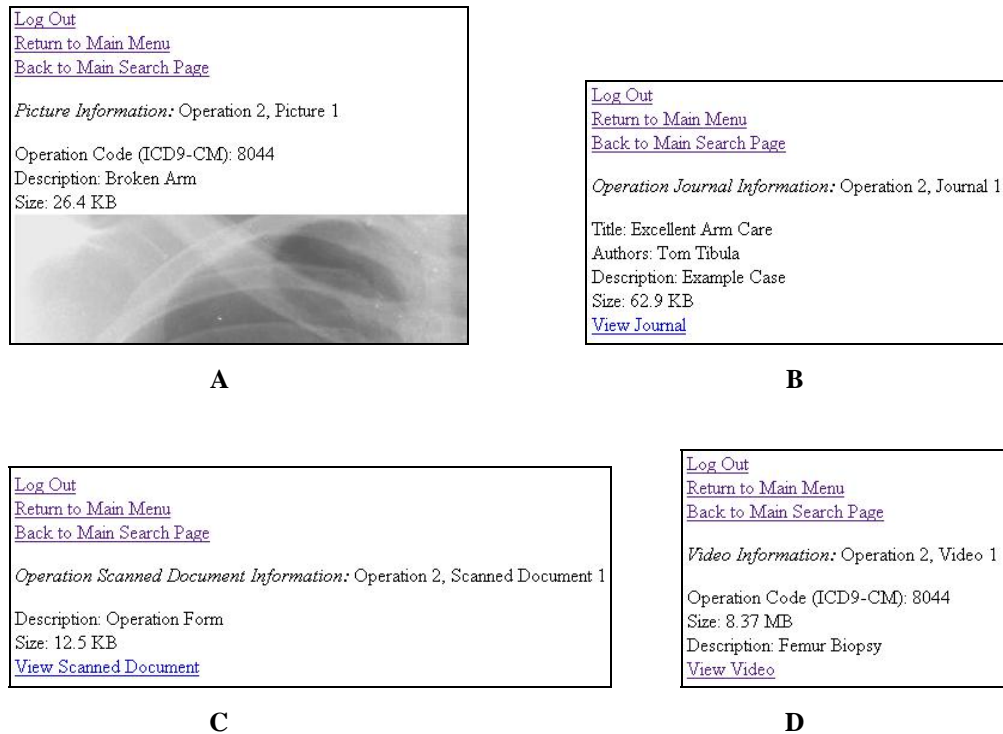 Log Out
Return to Main Menu
Back to Main Search Page
Picture Information: Operation 2, Picture 1
Operation Code (ICD9-CM): 8044
Description: Broken Arm
Size: 26.4 KB
A
Log Out
Return to Main Menu
Back to Main Search Page
Operation Journal Information: Operation 2, Journal 1
Title: Excellent Arm Care
Authors: Tom Tibula
Description: Example Case
Size: 62.9 KB
View Journal
B
Log Out
Return to Main Menu
Back to Main Search Page
Operation Scanned Document Information: Operation 2, Scanned Document 1
Description: Operation Form
Size: 12.5 KB
View Scanned Document
C
Log Out
Return to Main Menu
Back to Main Search Page
Video Information: Operation 2, Video 1
Operation Code (ICD9-CM): 8044
Size: 8.37 MB
Description: Femur Biopsy
View Video
D